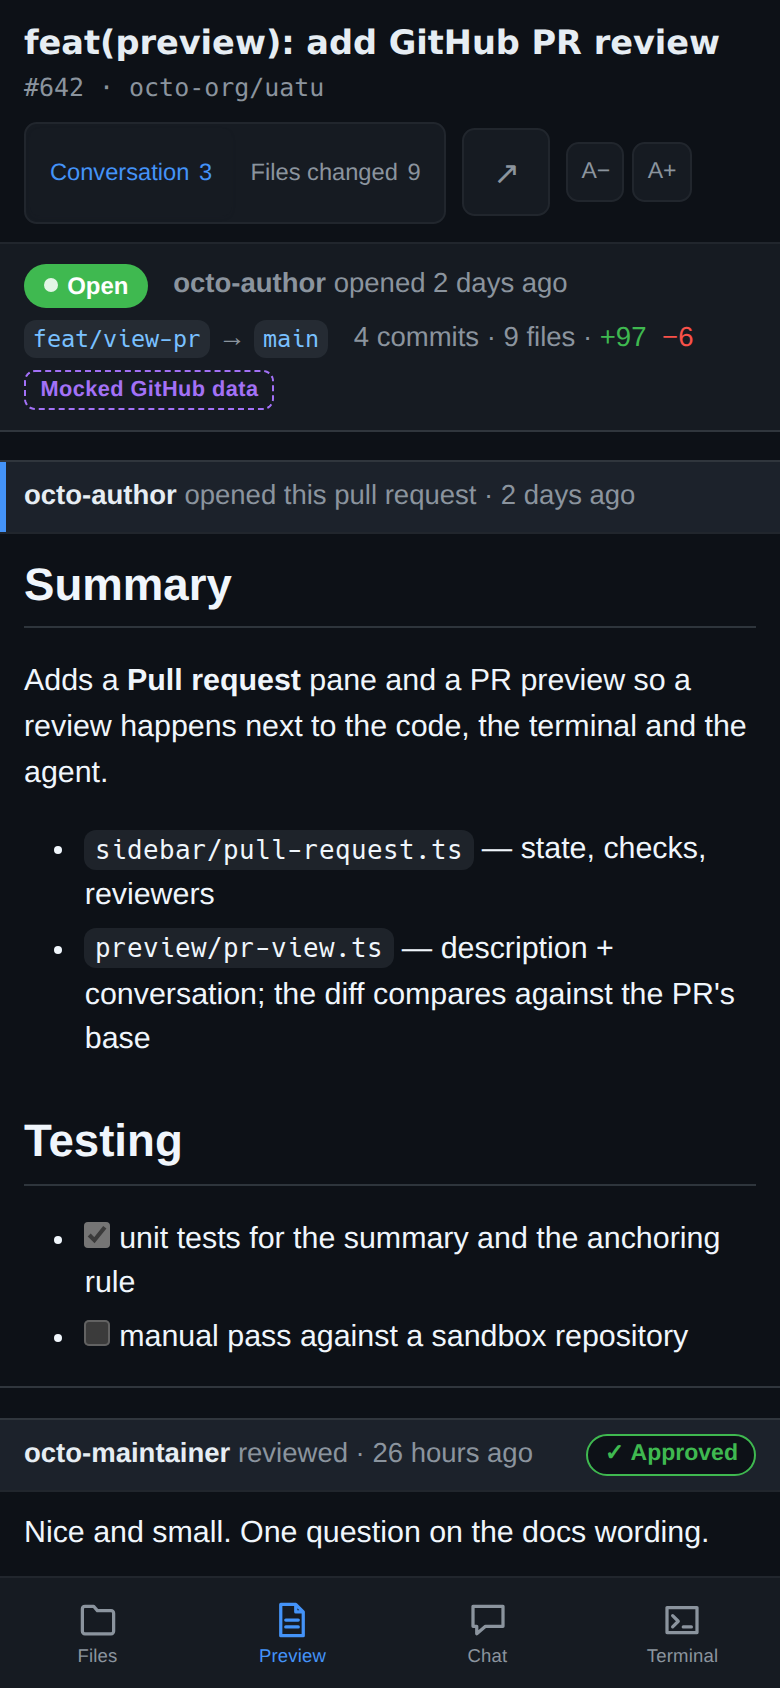 feat(preview): add GitHub PR review
#642 · octo-org/uatu
Conversation 3 Files changed 9 ↗ A− A+
Open octo-author opened 2 days ago
feat/view-pr → main 4 commits · 9 files · +97 −6
Mocked GitHub data
octo-author opened this pull request · 2 days ago
Summary
Adds a Pull request pane and a PR preview so a
review happens next to the code, the terminal and the
agent.
• sidebar/pull-request.ts — state, checks,
reviewers
• preview/pr-view.ts — description +
conversation; the diff compares against the PR's
base
Testing
• unit tests for the summary and the anchoring
rule
• manual pass against a sandbox repository
octo-maintainer reviewed · 26 hours ago ✓ Approved
Nice and small. One question on the docs wording.
Files Preview Chat Terminal